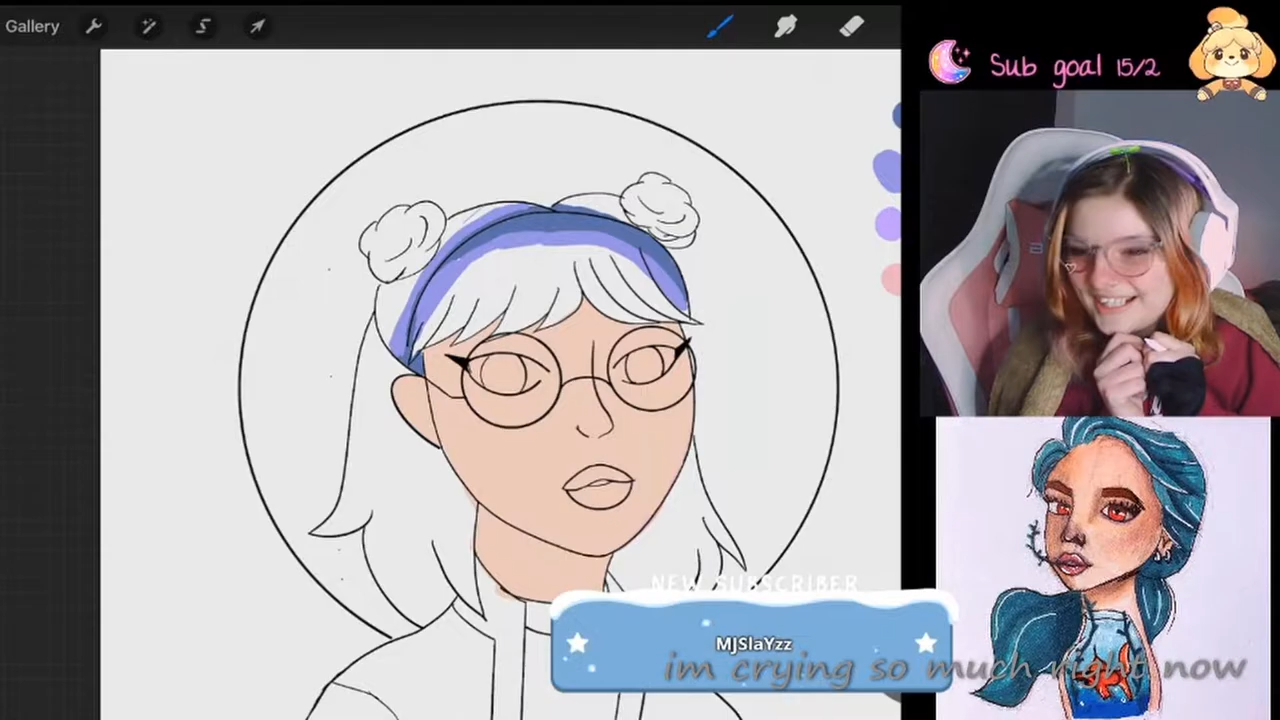 Gallery
Sub goal 15/2
NEW SUBSCRIBER
MJSlaYzz
im crying so much right now